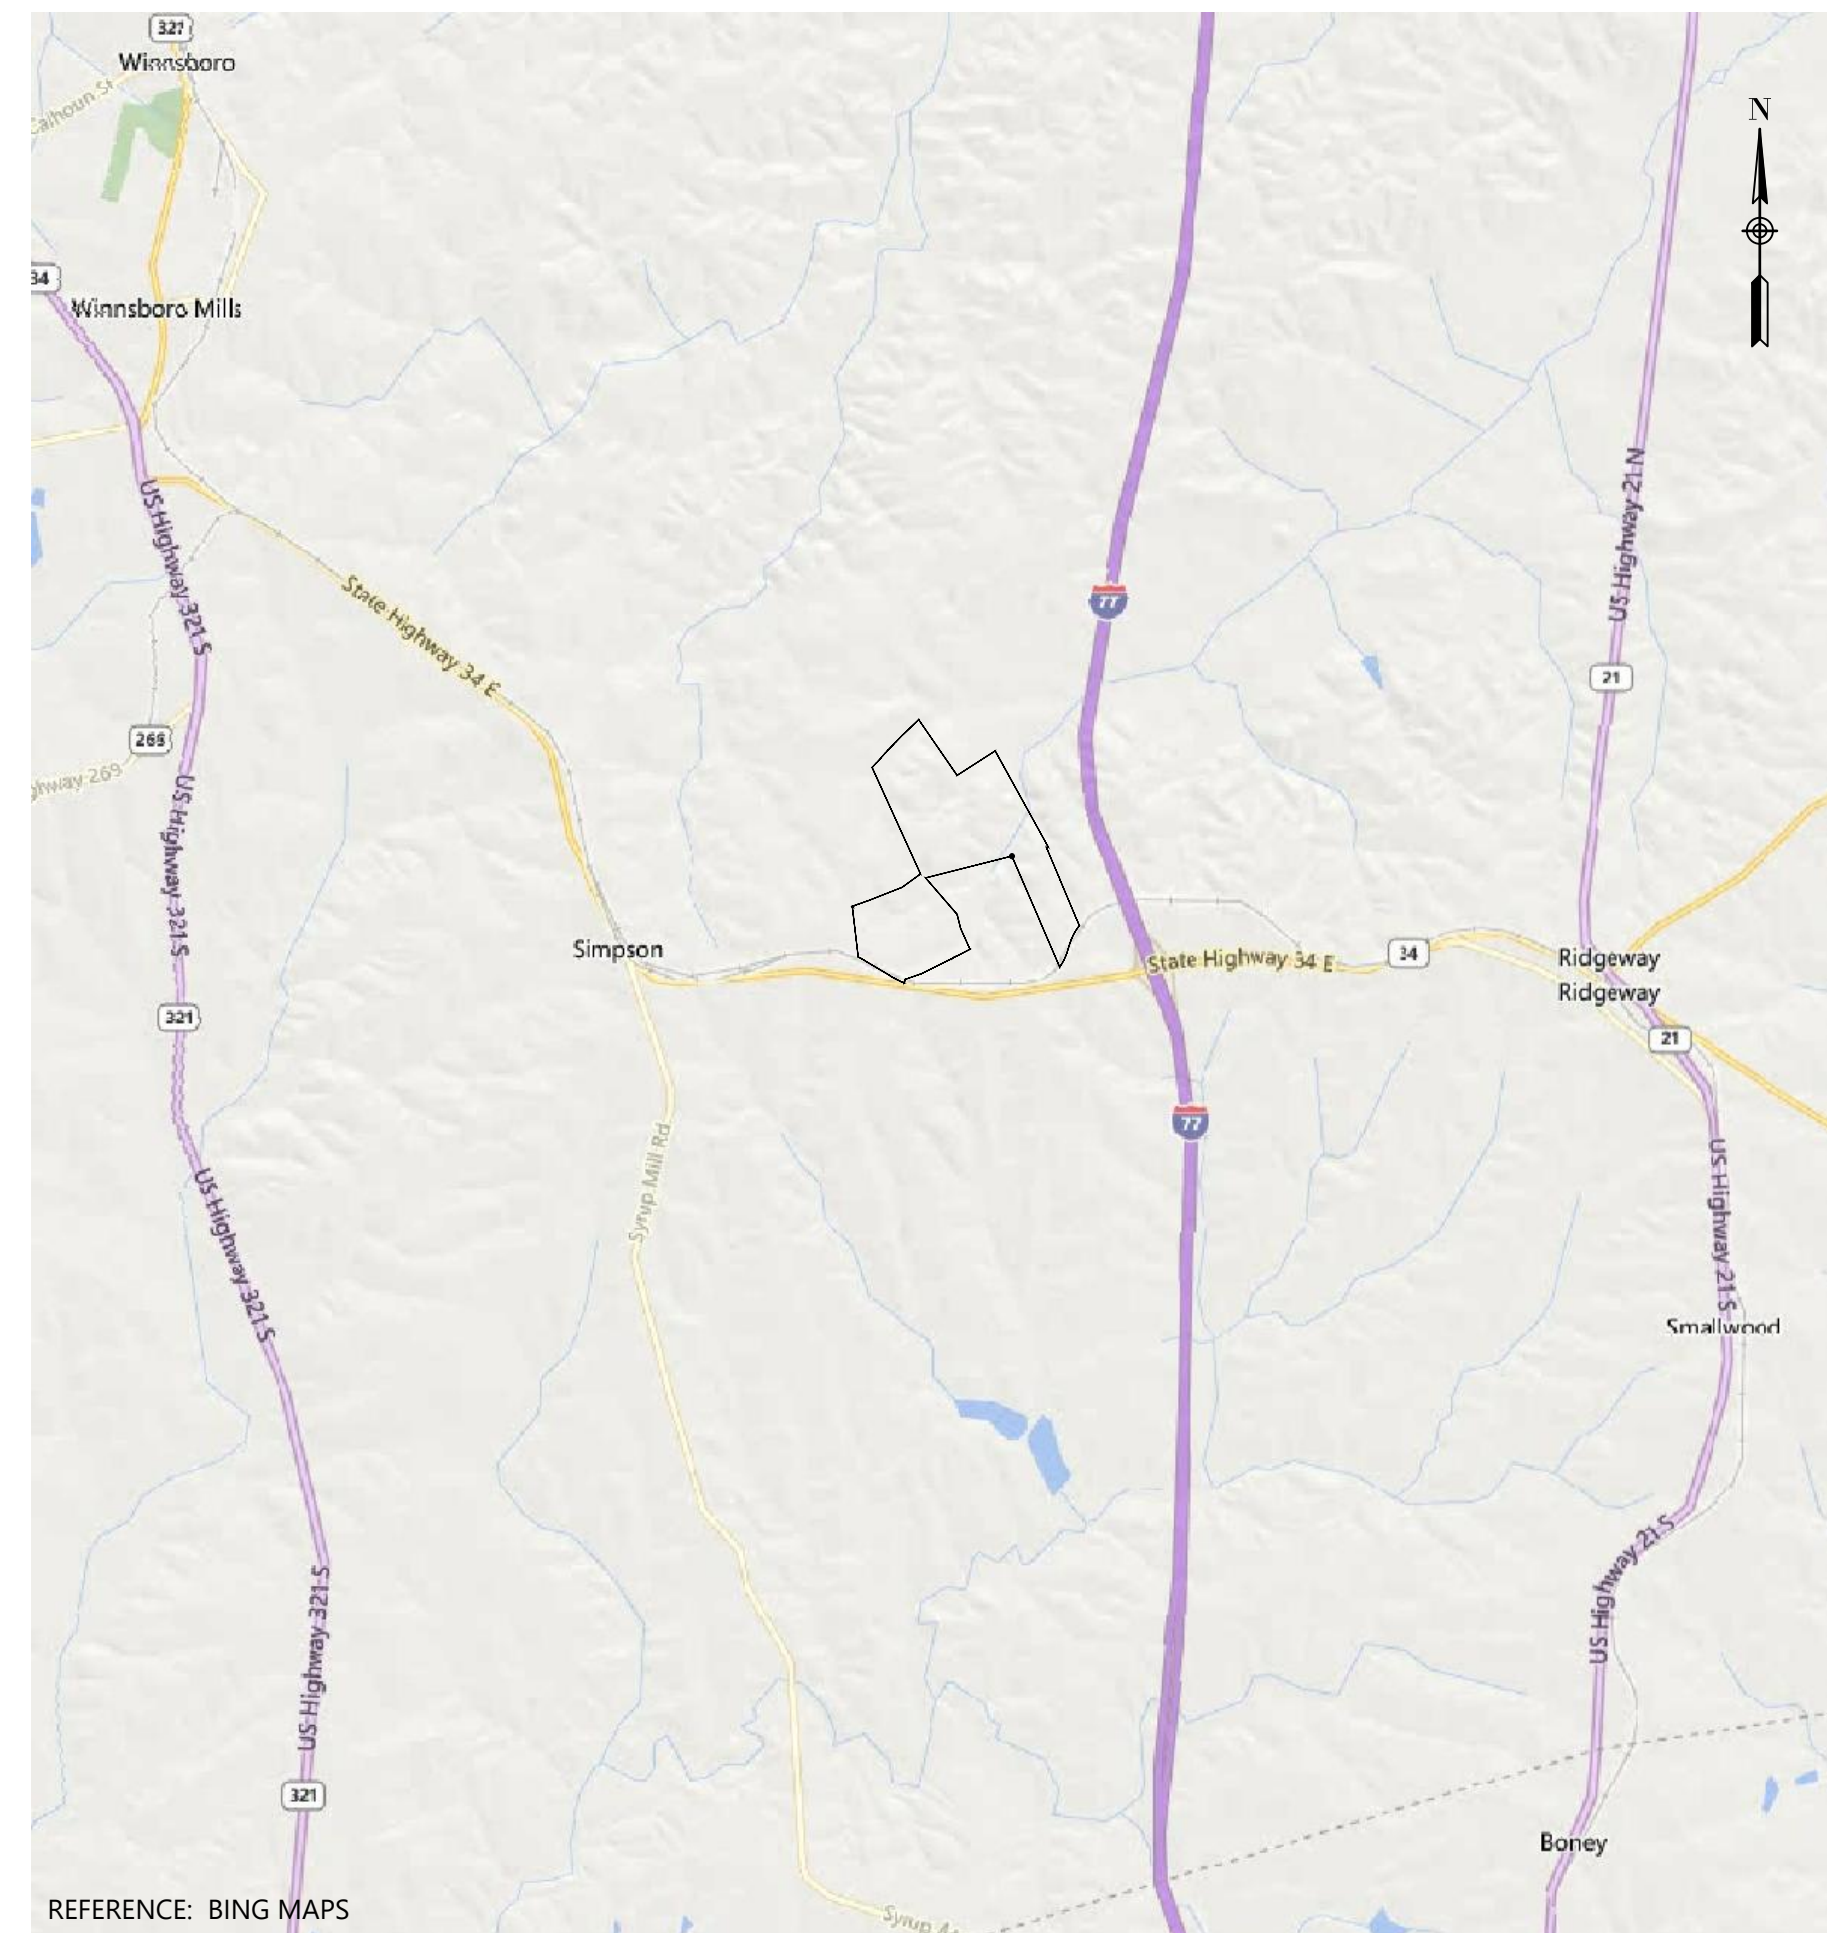 321
Winnsboro
Calhoun St
N
34
Winnsboro Mills
US Highway 21 N
US Highway 321 S
State Highway 34 E
77
21
269
ghway 269
US Highway 321 S
Simpson
State Highway 34 E
34
Ridgeway
Ridgeway
321
21
77
Syrup Mill Rd
US Highway 321 S
US Highway 21 S
Smallwood
US Highway 21 S
US Highway 321 S
321
Boney
REFERENCE: BING MAPS
Syrup